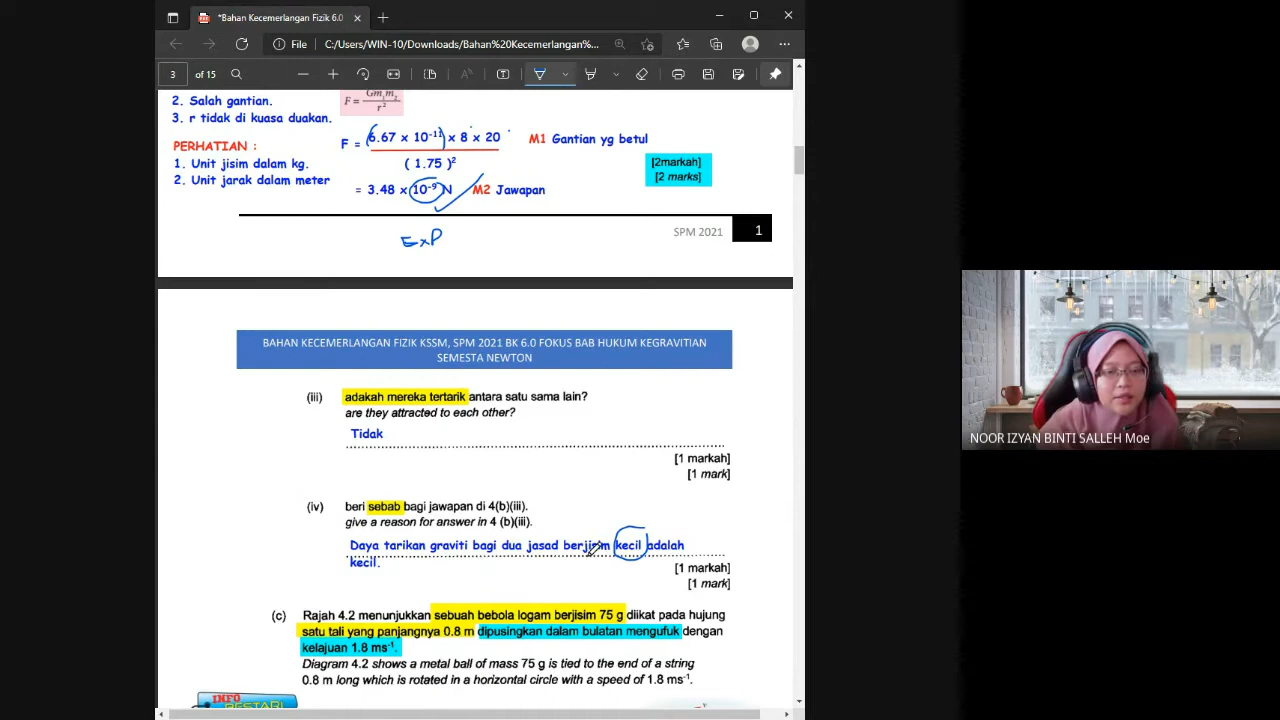 *Bahan Kecemerlangan Fizik 6.0
File
C:/Users/WIN-10/Downloads/Bahan%20Kecemerlangan%...
3 of 15
2. Salah gantian.
3. r tidak di kuasa duakan.
F = Gm₁m₂ / r²
PERHATIAN :
1. Unit jisim dalam kg.
2. Unit jarak dalam meter
F = (6.67 x 10⁻¹¹) x 8 x 20
( 1.75 )²
M1 Gantian yg betul
= 3.48 x 10⁻⁹ N M2 Jawapan
[2markah]
[2 marks]
SPM 2021 1
ExP
BAHAN KECEMERLANGAN FIZIK KSSM, SPM 2021 BK 6.0 FOKUS BAB HUKUM KEGRAVITIAN
SEMESTA NEWTON
(iii) adakah mereka tertarik antara satu sama lain?
are they attracted to each other?
Tidak
[1 markah]
[1 mark]
(iv) beri sebab bagi jawapan di 4(b)(iii).
give a reason for answer in 4 (b)(iii).
Daya tarikan graviti bagi dua jasad berjisim kecil adalah
kecil.
[1 markah]
[1 mark]
(c) Rajah 4.2 menunjukkan sebuah bebola logam berjisim 75 g diikat pada hujung
satu tali yang panjangnya 0.8 m dipusingkan dalam bulatan mengufuk dengan
kelajuan 1.8 ms⁻¹.
Diagram 4.2 shows a metal ball of mass 75 g is tied to the end of a string
0.8 m long which is rotated in a horizontal circle with a speed of 1.8 ms⁻¹.
INFO
BESTARI
NOOR IZYAN BINTI SALLEH Moe